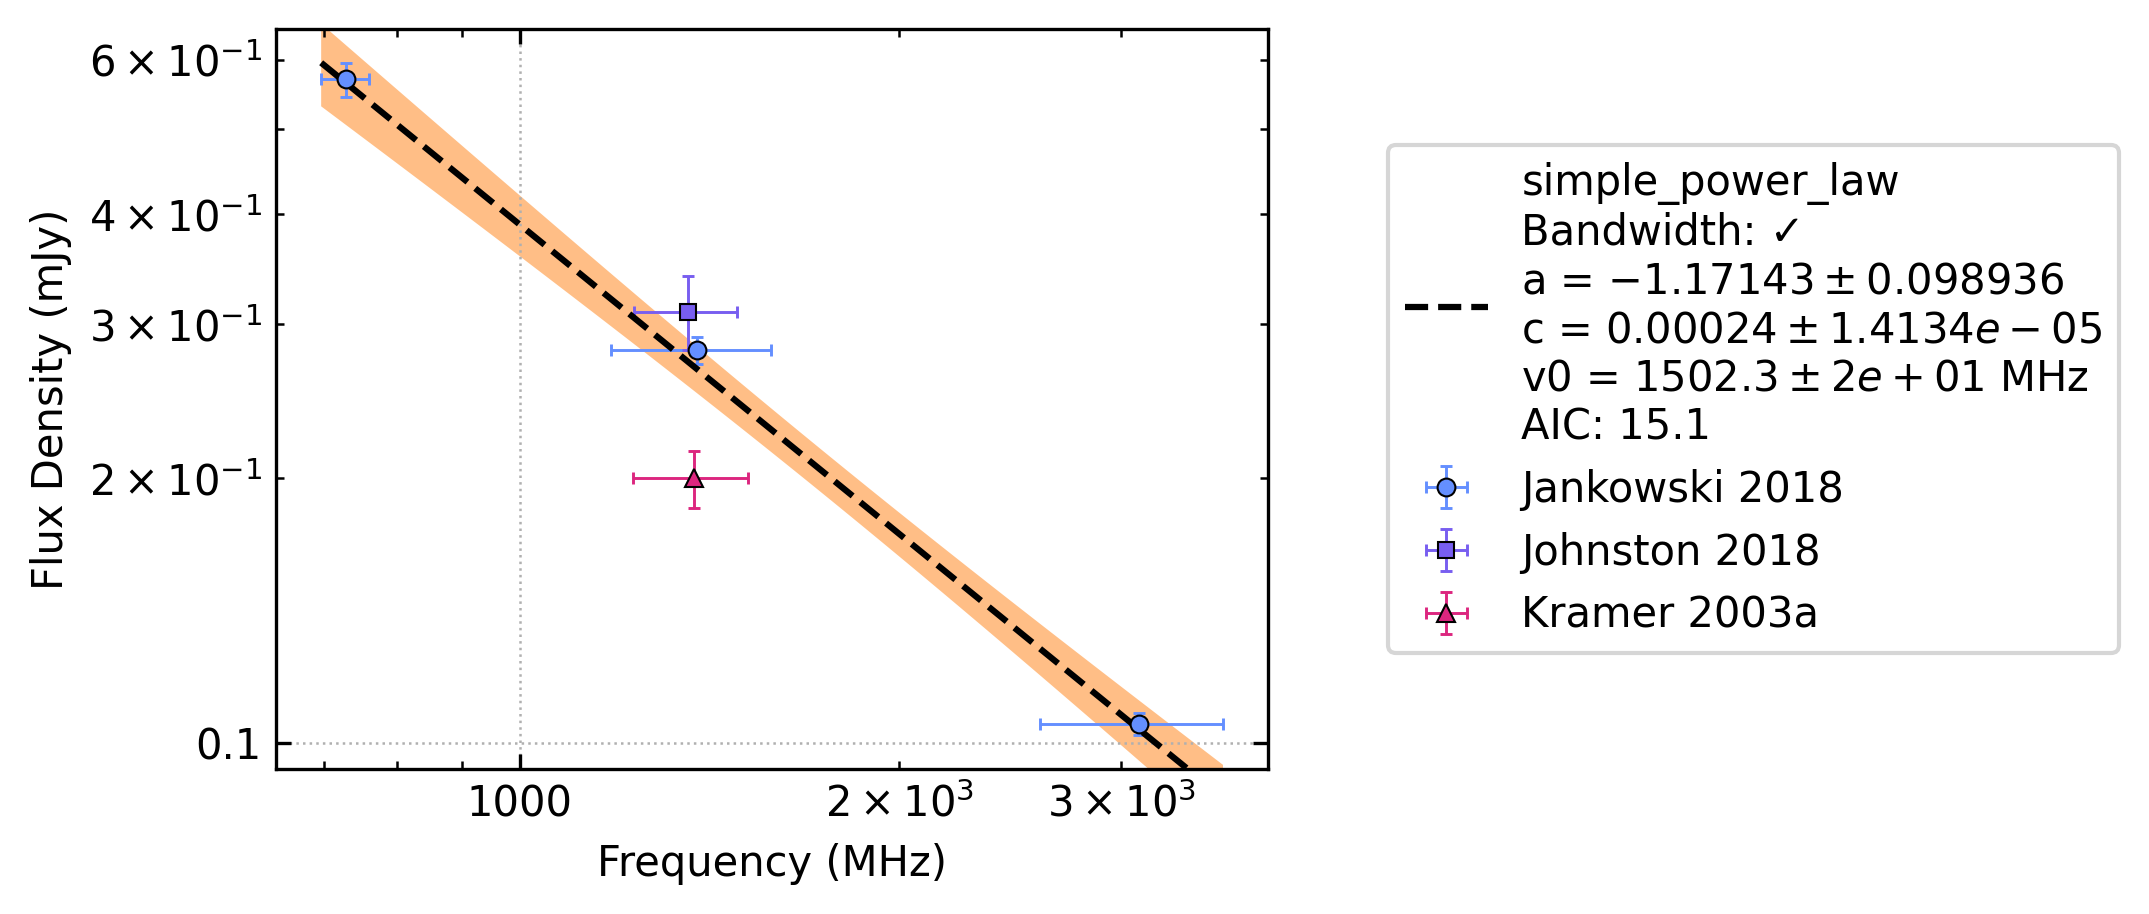 6 × 10⁻¹
4 × 10⁻¹
3 × 10⁻¹
2 × 10⁻¹
0.1
Flux Density (mJy)
1000
2 × 10³
3 × 10³
Frequency (MHz)
simple_power_law
Bandwidth: ✓
a = −1.17143 ± 0.098936
c = 0.00024 ± 1.4134e − 05
v0 = 1502.3 ± 2e + 01 MHz
AIC: 15.1
Jankowski 2018
Johnston 2018
Kramer 2003a